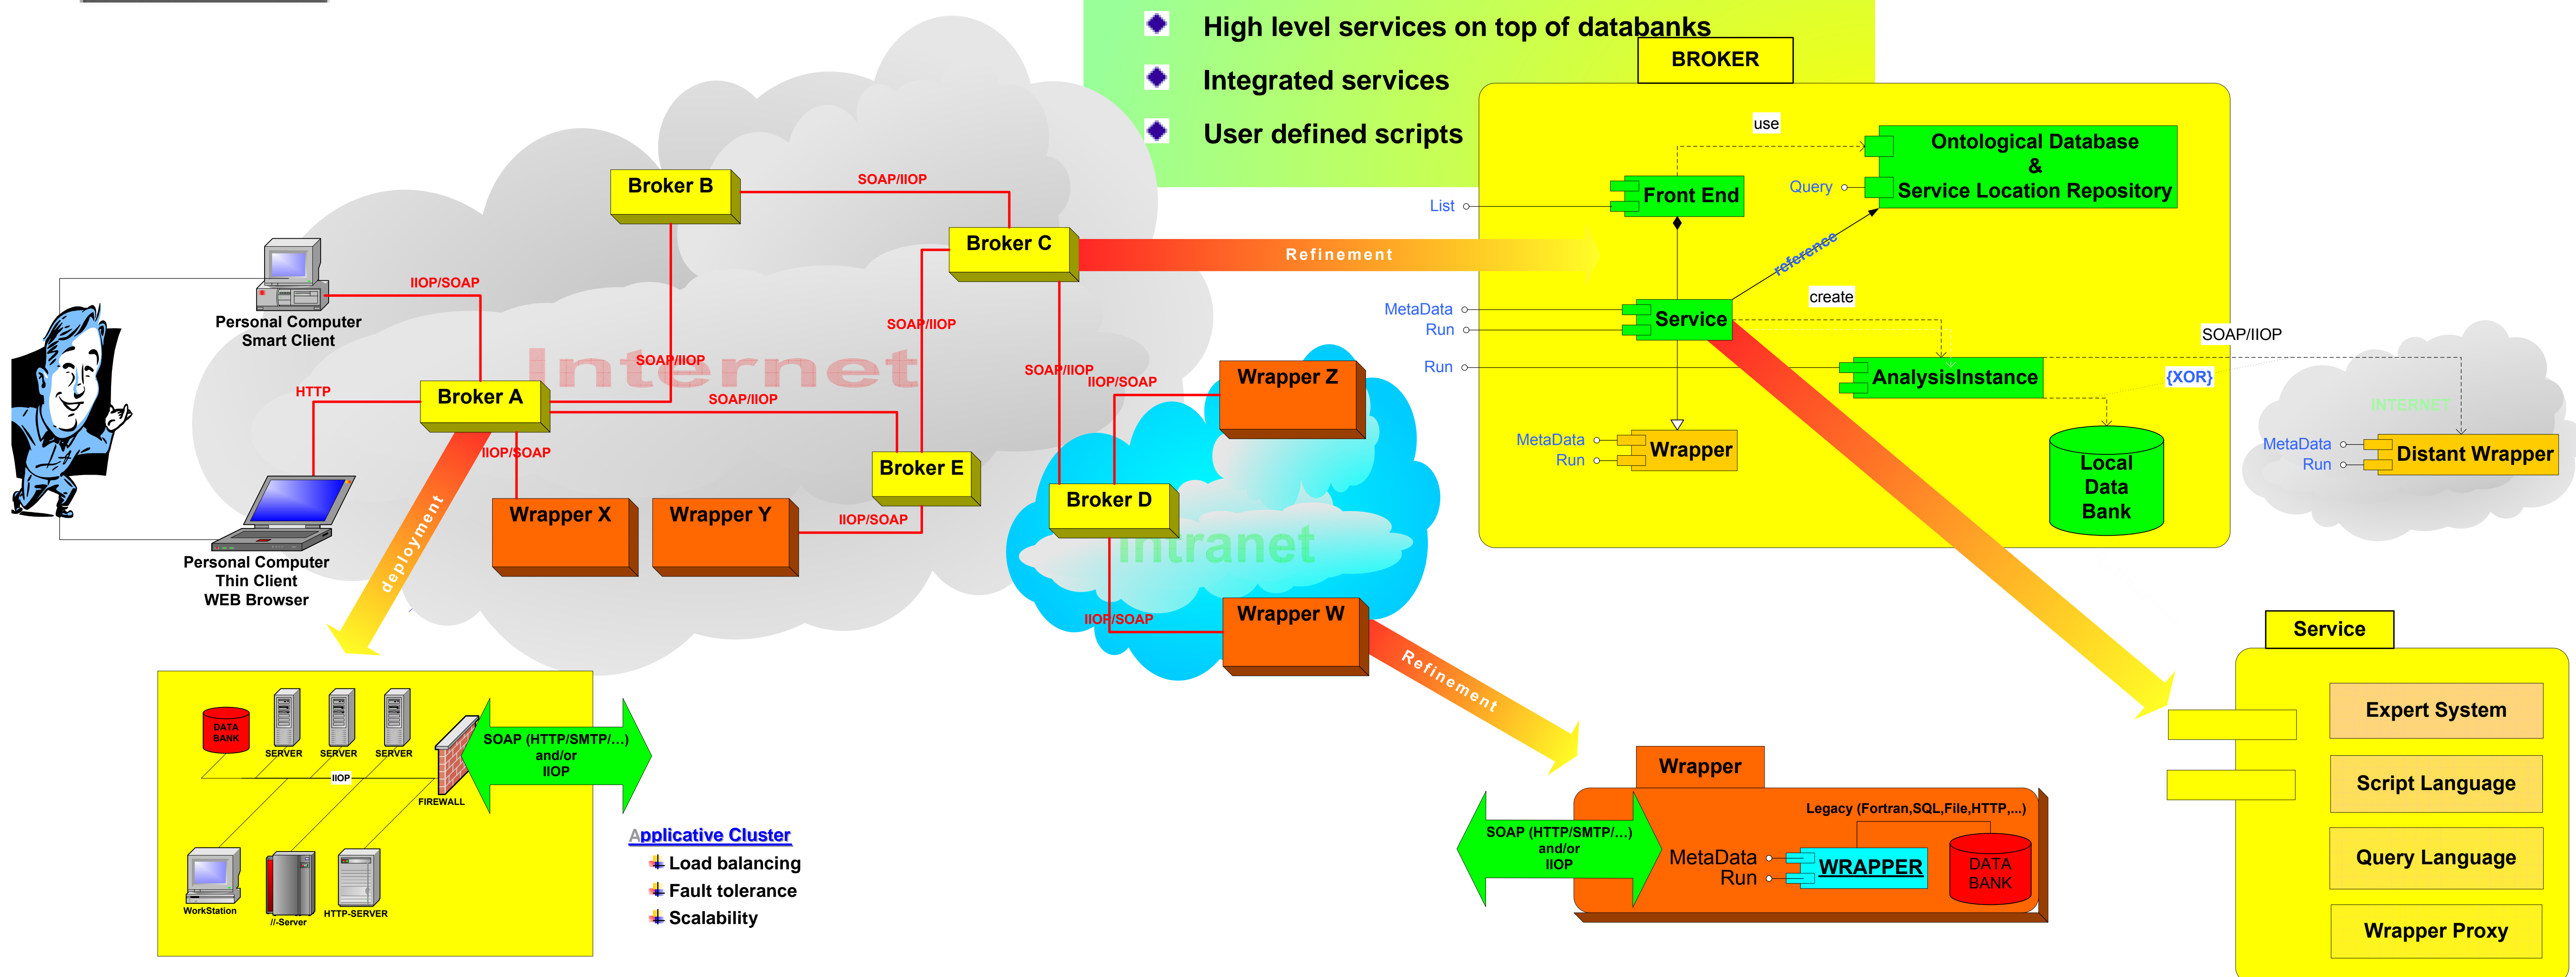 High level services on top of databanks
Integrated services
User defined scripts
BROKER
use
Ontological Database
&
Service Location Repository
Query
Front End
List
reference
MetaData
Run
Service
create
Run
AnalysisInstance
SOAP/IIOP
{XOR}
INTERNET
MetaData
Run
Wrapper
Local
Data
Bank
MetaData
Run
Distant Wrapper
Broker B
SOAP/IIOP
Broker C
Refinement
IIOP/SOAP
Personal Computer
Smart Client
Internet
SOAP/IIOP
SOAP/IIOP
SOAP/IIOP
IIOP/SOAP
Wrapper Z
HTTP
Broker A
SOAP/IIOP
IIOP/SOAP
Broker E
Broker D
Wrapper X
Wrapper Y
IIOP/SOAP
Intranet
deployment
Personal Computer
Thin Client
WEB Browser
IIOP/SOAP
Wrapper W
Refinement
DATA
BANK
SERVER
SERVER
SERVER
IIOP
FIREWALL
SOAP (HTTP/SMTP/...)
and/or
IIOP
WorkStation
//-Server
HTTP-SERVER
Applicative Cluster
Load balancing
Fault tolerance
Scalability
Wrapper
SOAP (HTTP/SMTP/...)
and/or
IIOP
Legacy (Fortran,SQL,File,HTTP,...)
MetaData
Run
WRAPPER
DATA
BANK
Service
Expert System
Script Language
Query Language
Wrapper Proxy